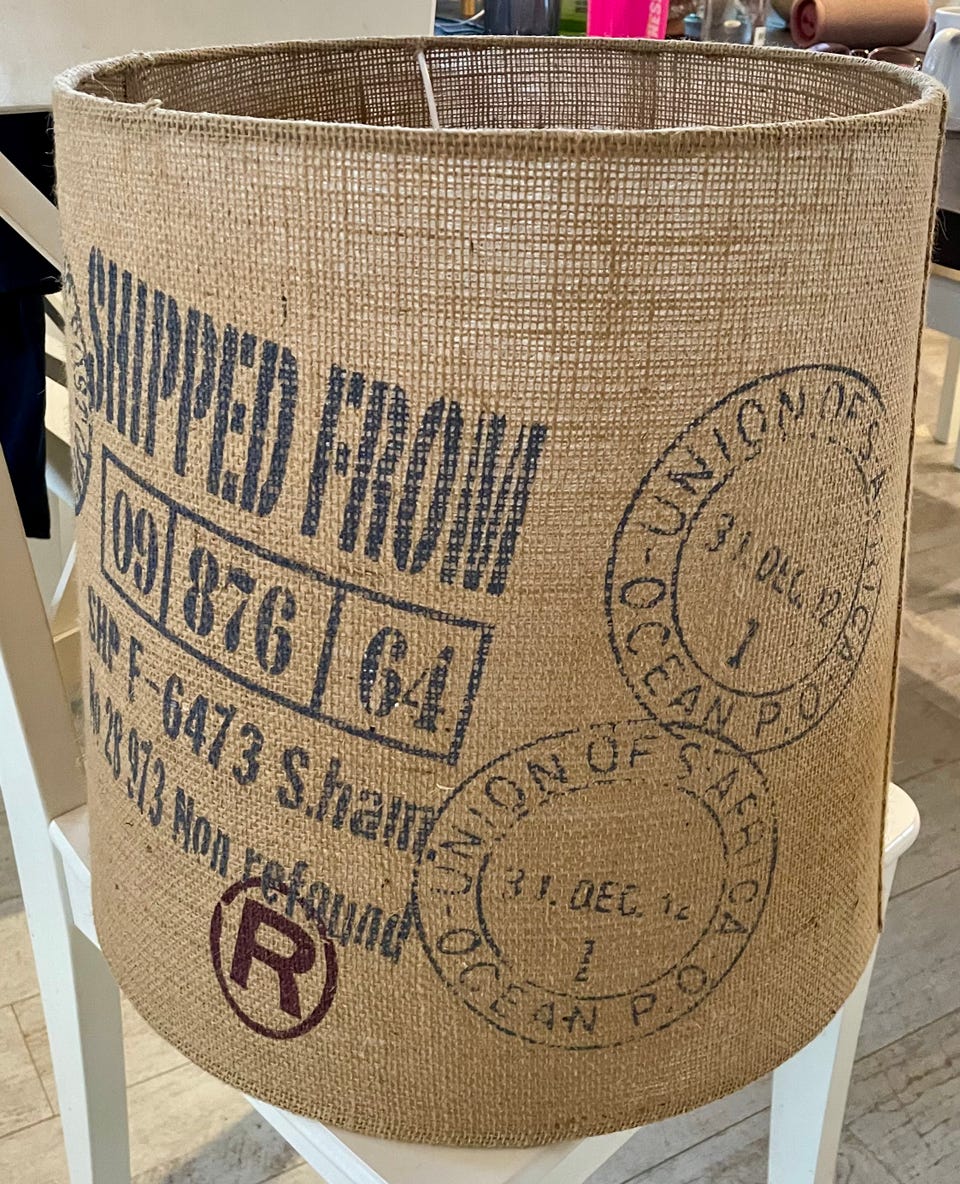 SHIPPED FROM
09 876 64
SHP F-6473 S.ham.
28 973 Non refound
R
UNION OF S.AFRICA
31. DEC. 12
1
-OCEAN P.O.
UNION OF S.AFRICA
31. DEC. 12
-OCEAN P.O.
NES